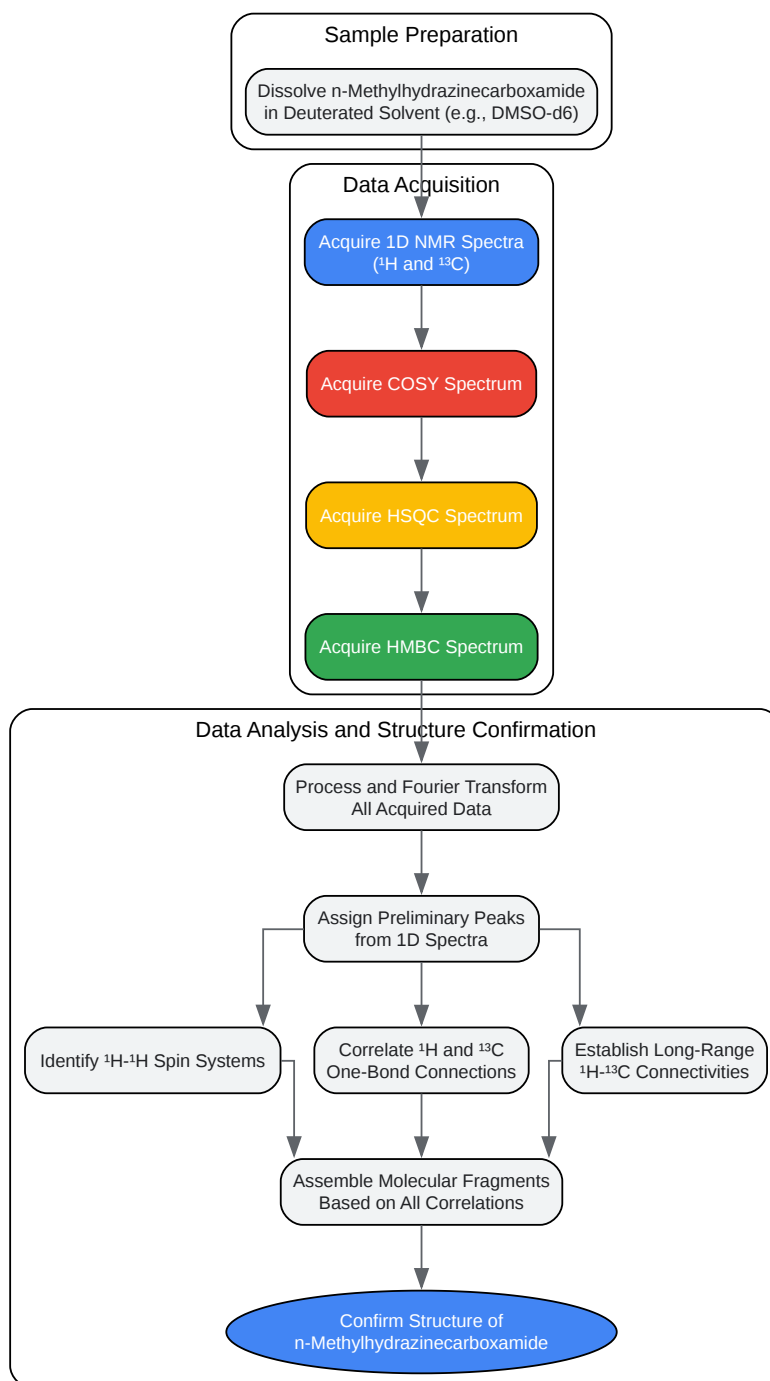 Sample Preparation
Dissolve n-Methylhydrazinecarboxamide
in Deuterated Solvent (e.g., DMSO-d6)
Data Acquisition
Acquire 1D NMR Spectra
(¹H and ¹³C)
Acquire COSY Spectrum
Acquire HSQC Spectrum
Acquire HMBC Spectrum
Data Analysis and Structure Confirmation
Process and Fourier Transform
All Acquired Data
Assign Preliminary Peaks
from 1D Spectra
Identify ¹H-¹H Spin Systems
Correlate ¹H and ¹³C
One-Bond Connections
Establish Long-Range
¹H-¹³C Connectivities
Assemble Molecular Fragments
Based on All Correlations
Confirm Structure of
n-Methylhydrazinecarboxamide